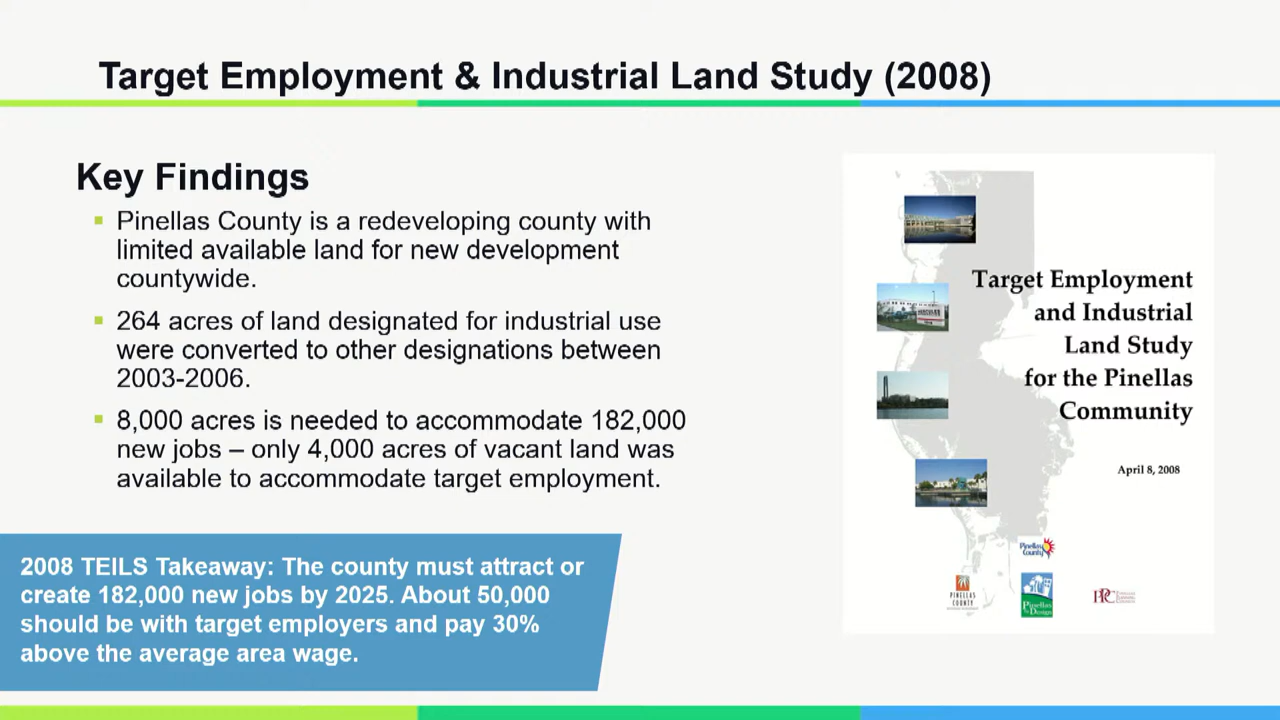 Target Employment & Industrial Land Study (2008)
Key Findings
Pinellas County is a redeveloping county with
limited available land for new development
countywide.
264 acres of land designated for industrial use
were converted to other designations between
2003-2006.
8,000 acres is needed to accommodate 182,000
new jobs – only 4,000 acres of vacant land was
available to accommodate target employment.
2008 TEILS Takeaway: The county must attract or
create 182,000 new jobs by 2025. About 50,000
should be with target employers and pay 30%
above the average area wage.
Target Employment
and Industrial
Land Study
for the Pinellas
Community
April 8, 2008
Pinellas
County
PINELLAS
COUNTY
Pinellas
by Design
PPC